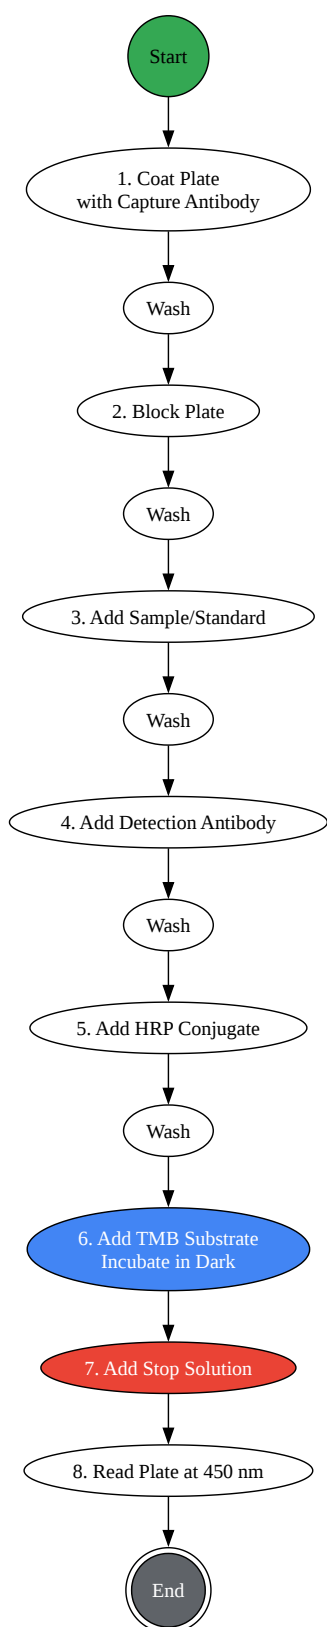 Start
1. Coat Plate
with Capture Antibody
Wash
2. Block Plate
Wash
3. Add Sample/Standard
Wash
4. Add Detection Antibody
Wash
5. Add HRP Conjugate
Wash
6. Add TMB Substrate
Incubate in Dark
7. Add Stop Solution
8. Read Plate at 450 nm
End